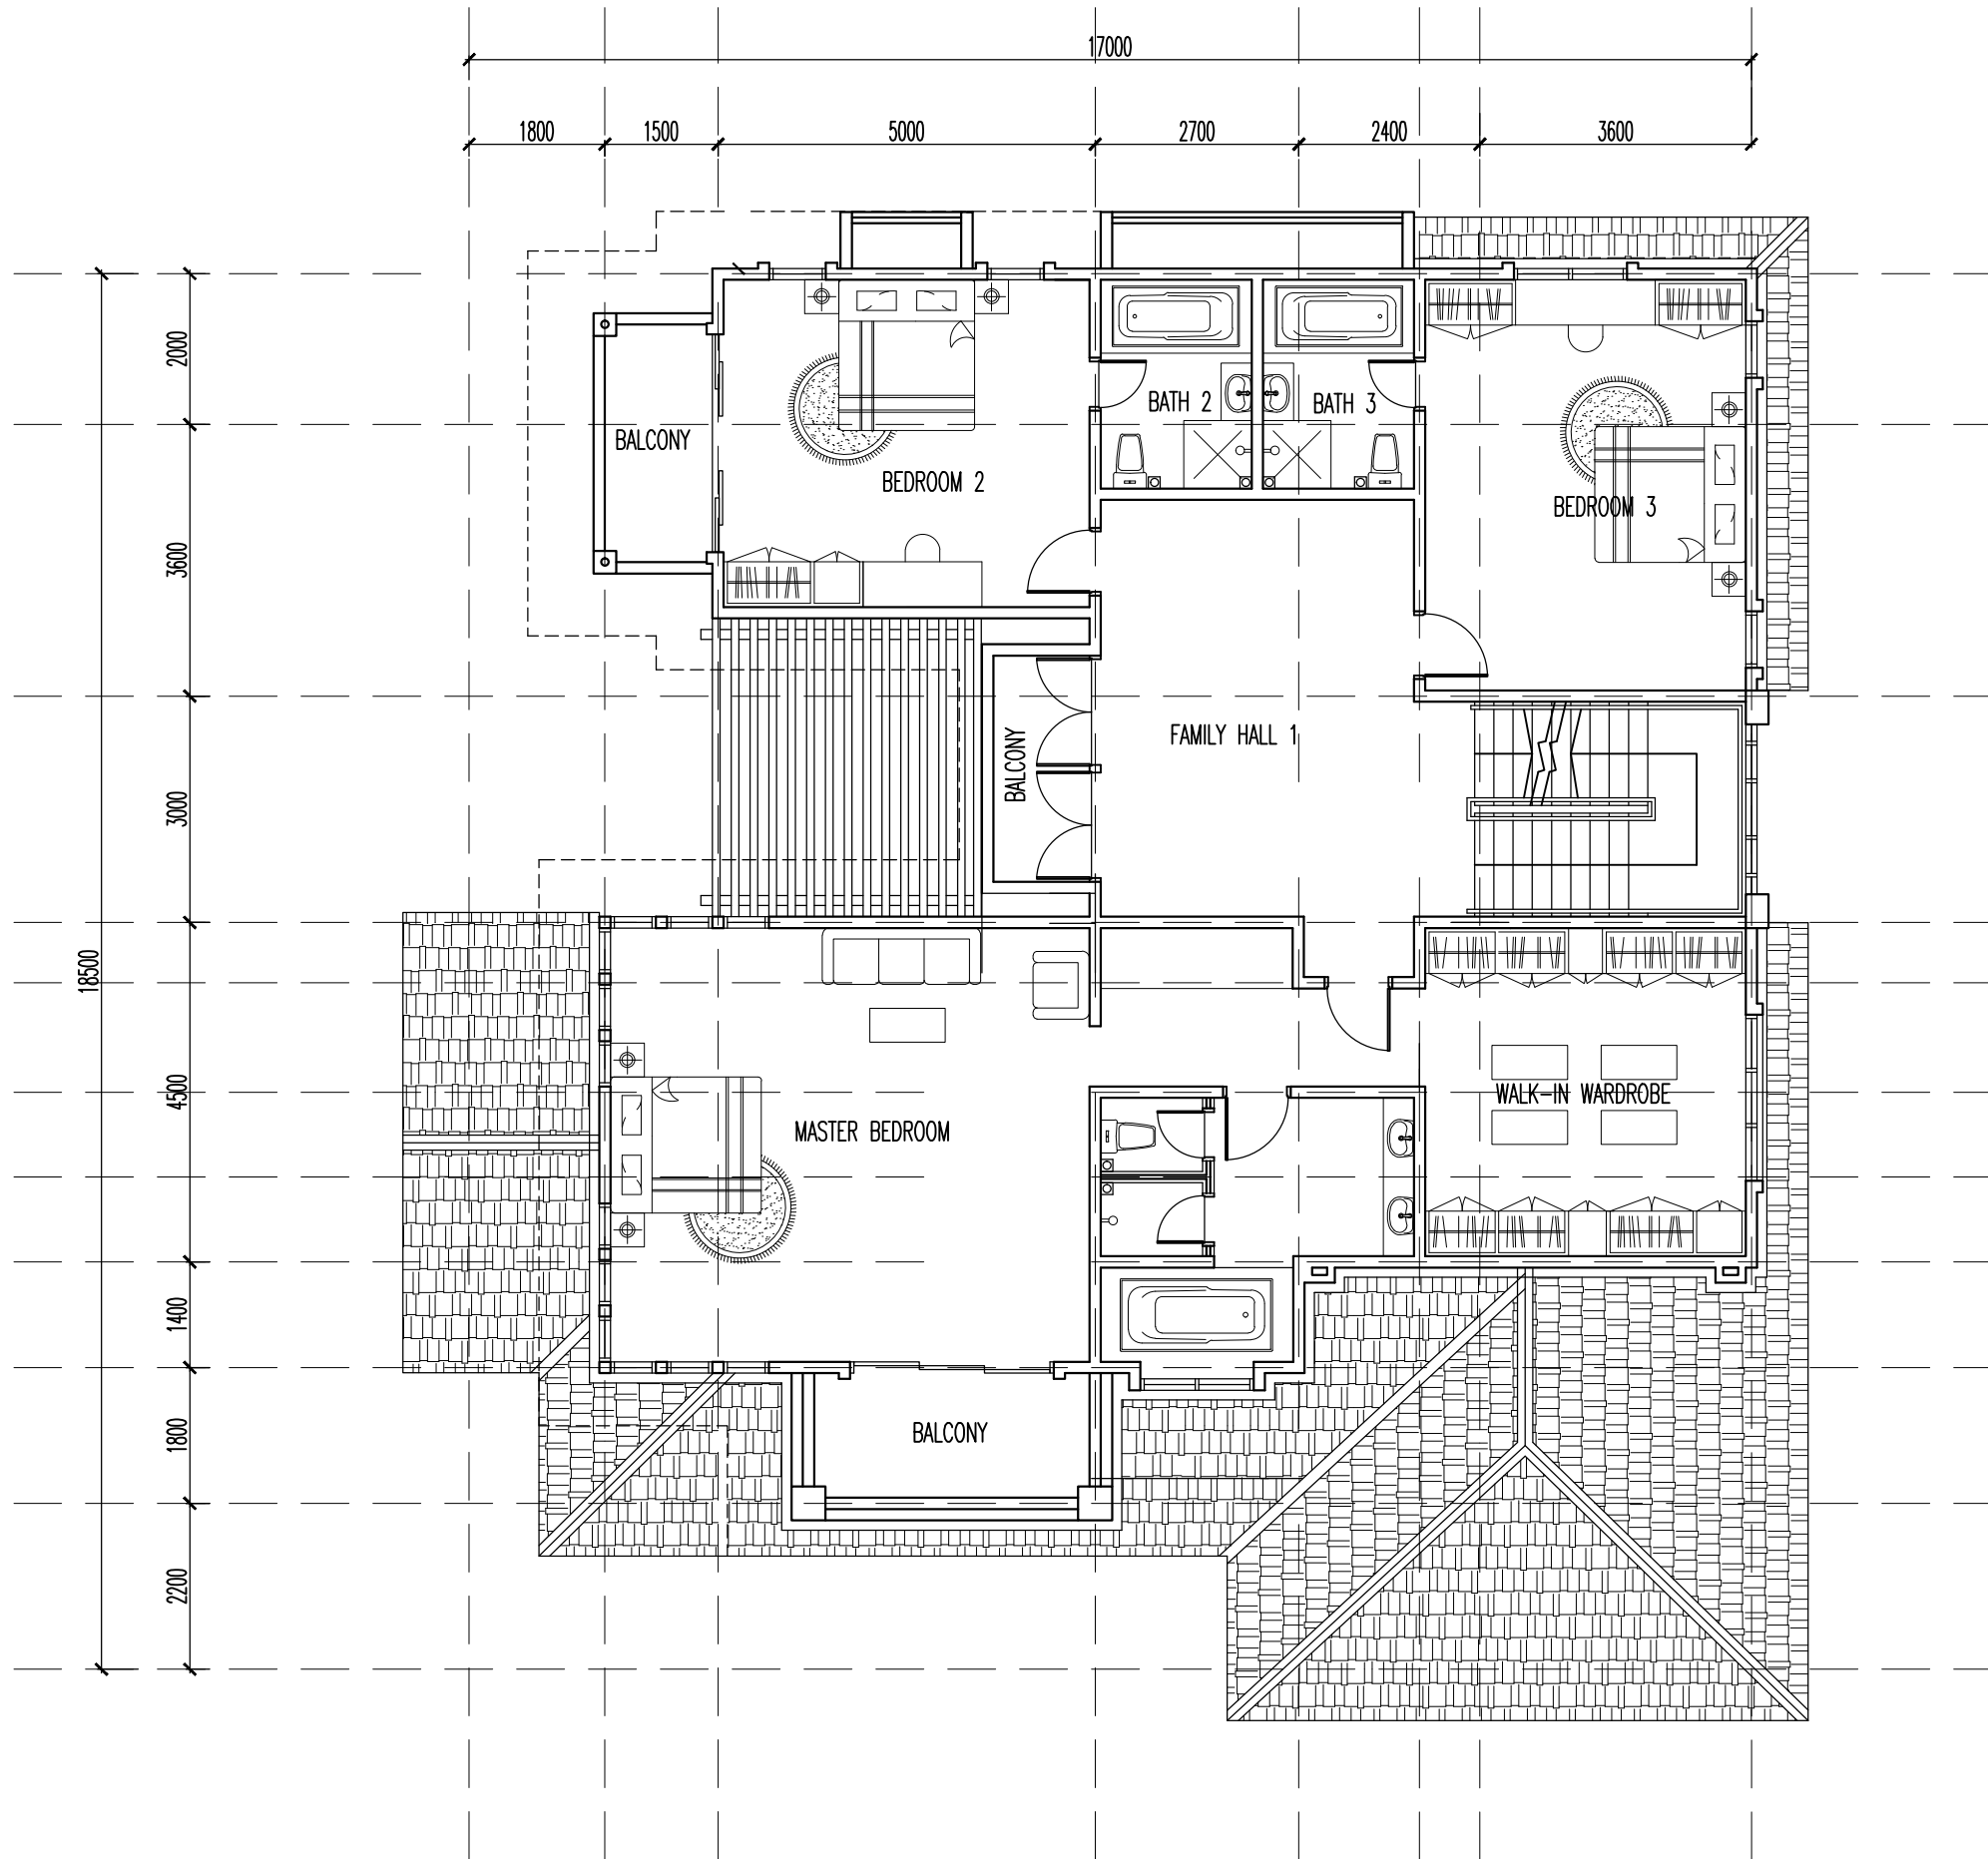 17000
1800 1500 5000 2700 2400 3600
2000
BATH 2 BATH 3
BALCONY
BEDROOM 2
BEDROOM 3
3600
FAMILY HALL 1
BALCONY
3000
18500
4500
WALK-IN WARDROBE
MASTER BEDROOM
1400
1800
BALCONY
2200